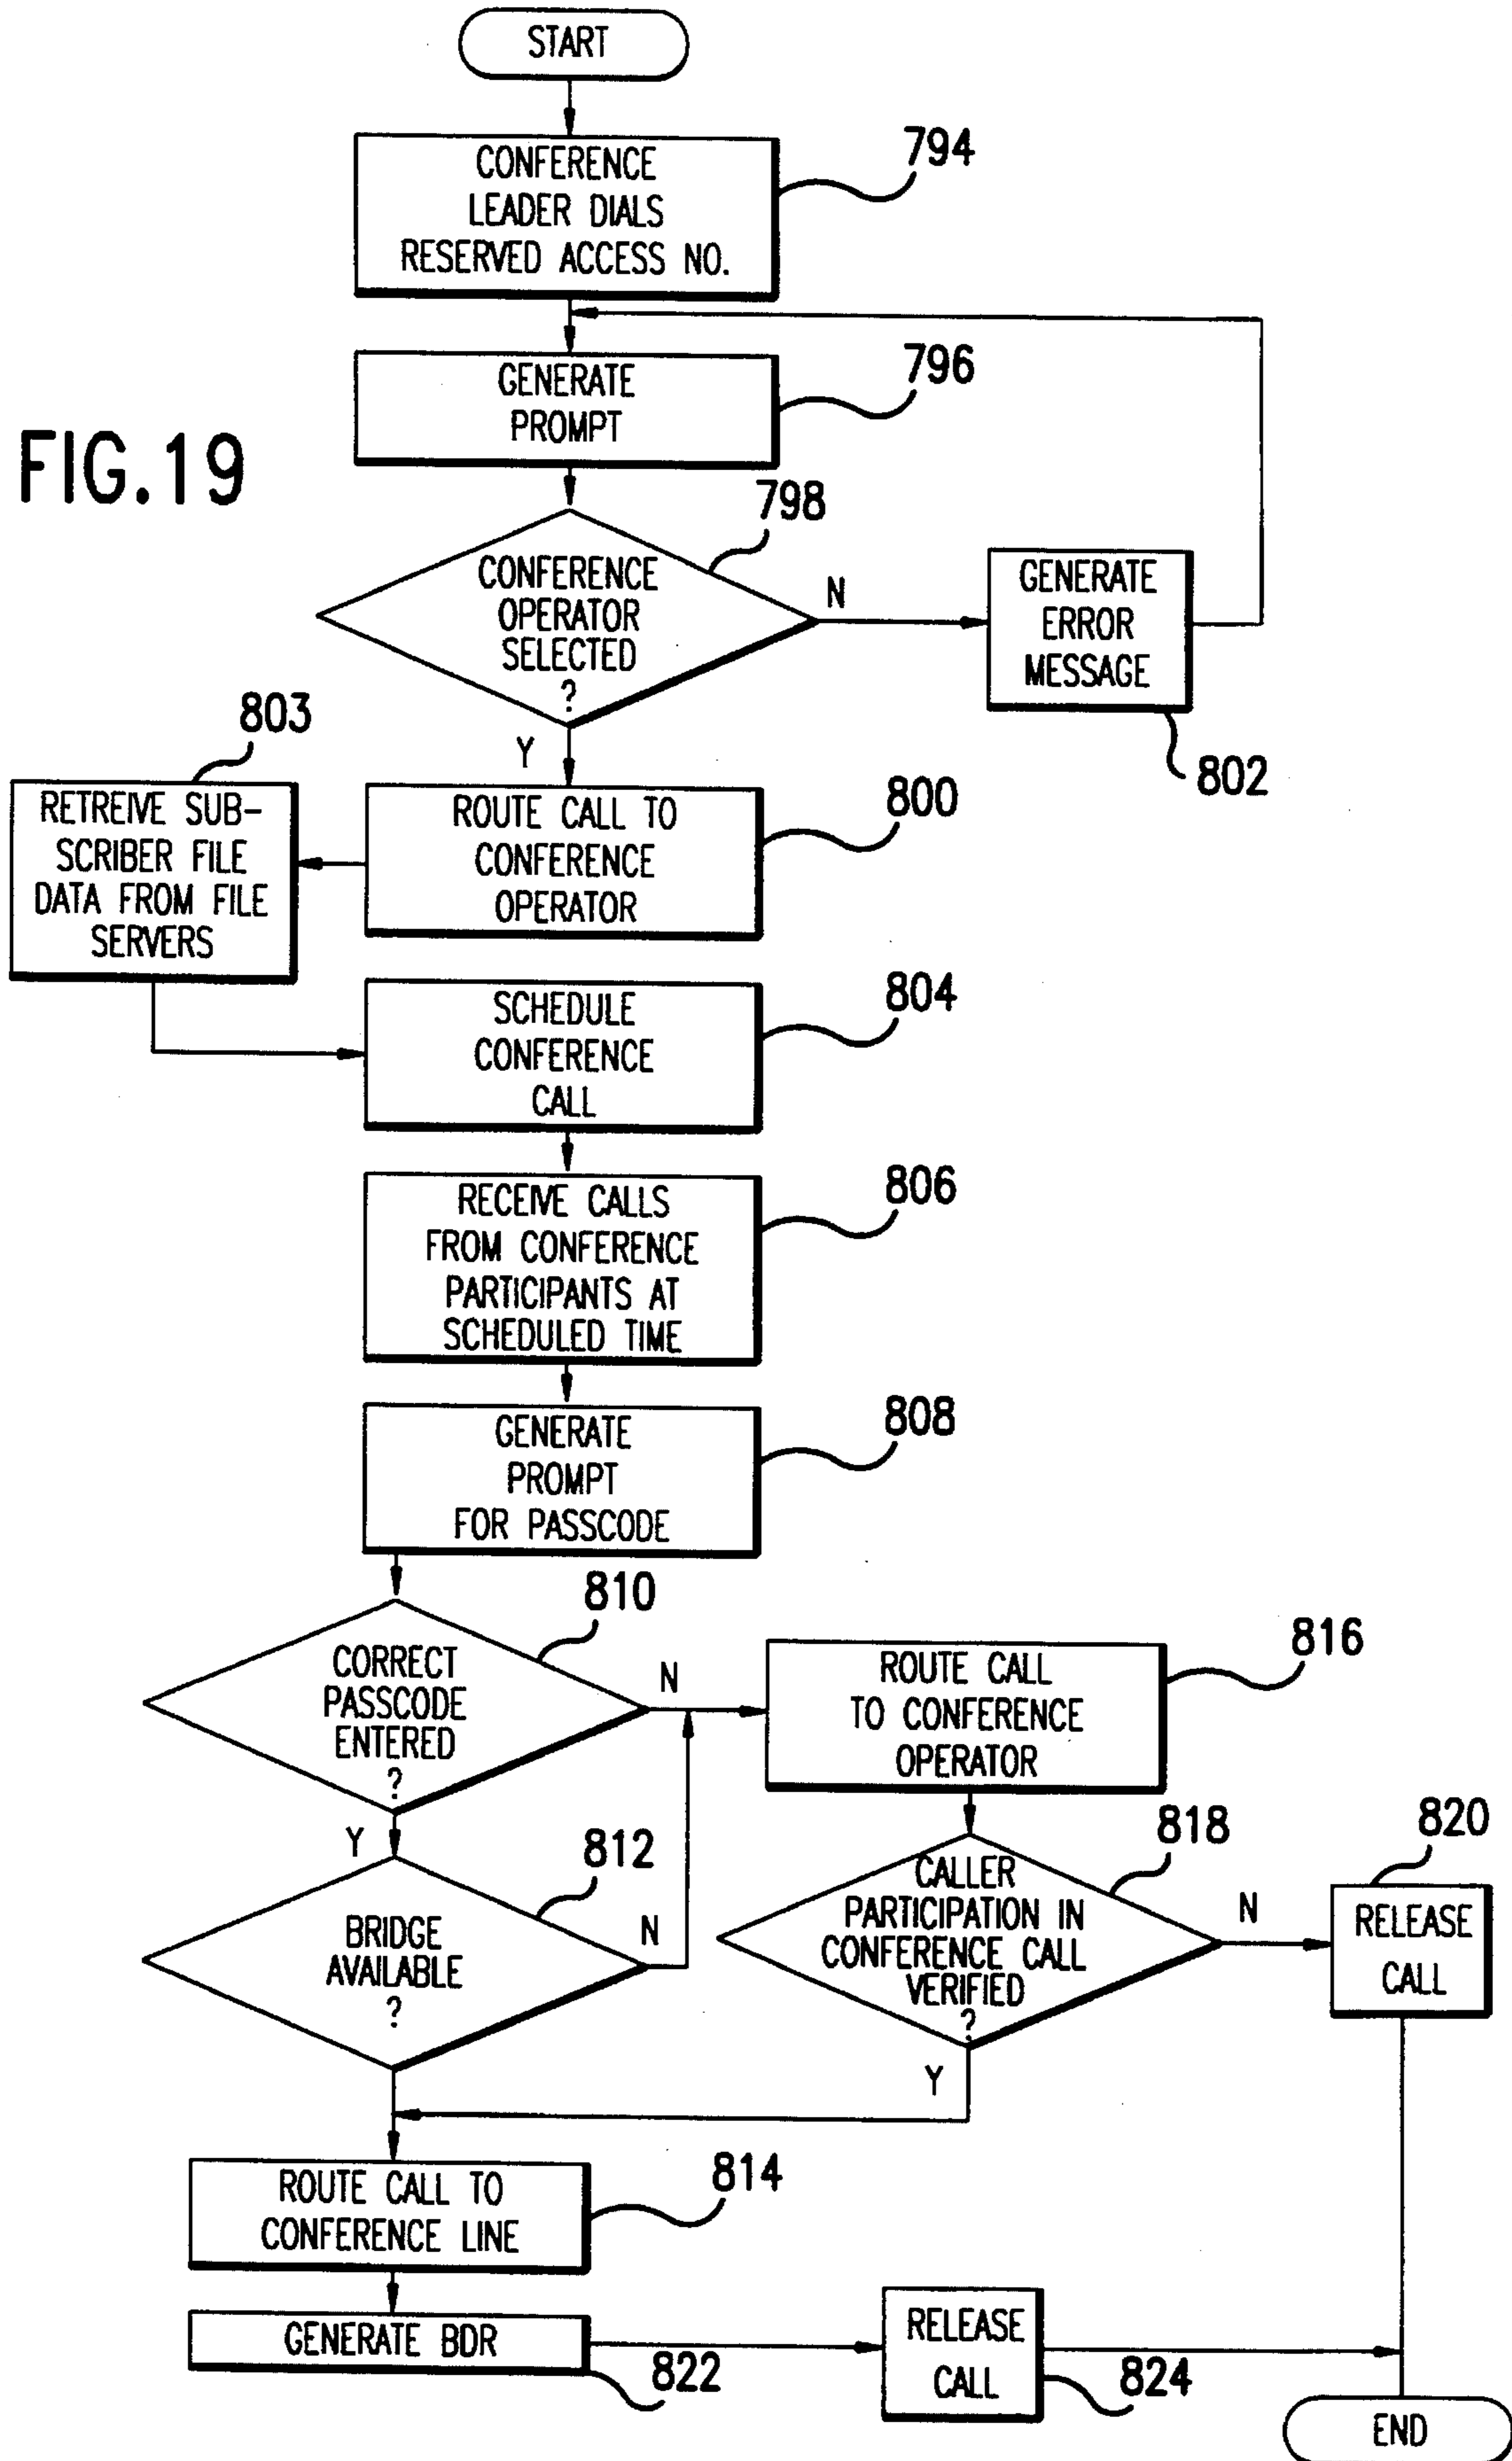 START
CONFERENCE
LEADER DIALS
RESERVED ACCESS NO.
794
GENERATE
PROMPT
796
FIG.19
CONFERENCE
OPERATOR
SELECTED
?
798
N
GENERATE
ERROR
MESSAGE
802
Y
803
RETREIVE SUB-
SCRIBER FILE
DATA FROM FILE
SERVERS
ROUTE CALL TO
CONFERENCE
OPERATOR
800
SCHEDULE
CONFERENCE
CALL
804
RECEIVE CALLS
FROM CONFERENCE
PARTICIPANTS AT
SCHEDULED TIME
806
GENERATE
PROMPT
FOR PASSCODE
808
CORRECT
PASSCODE
ENTERED
?
810
N
ROUTE CALL
TO CONFERENCE
OPERATOR
816
Y
BRIDGE
AVAILABLE
?
812
N
CALLER
PARTICIPATION IN
CONFERENCE CALL
VERIFIED
?
818
N
820
RELEASE
CALL
Y
ROUTE CALL TO
CONFERENCE LINE
814
GENERATE BDR
822
RELEASE
CALL
824
END